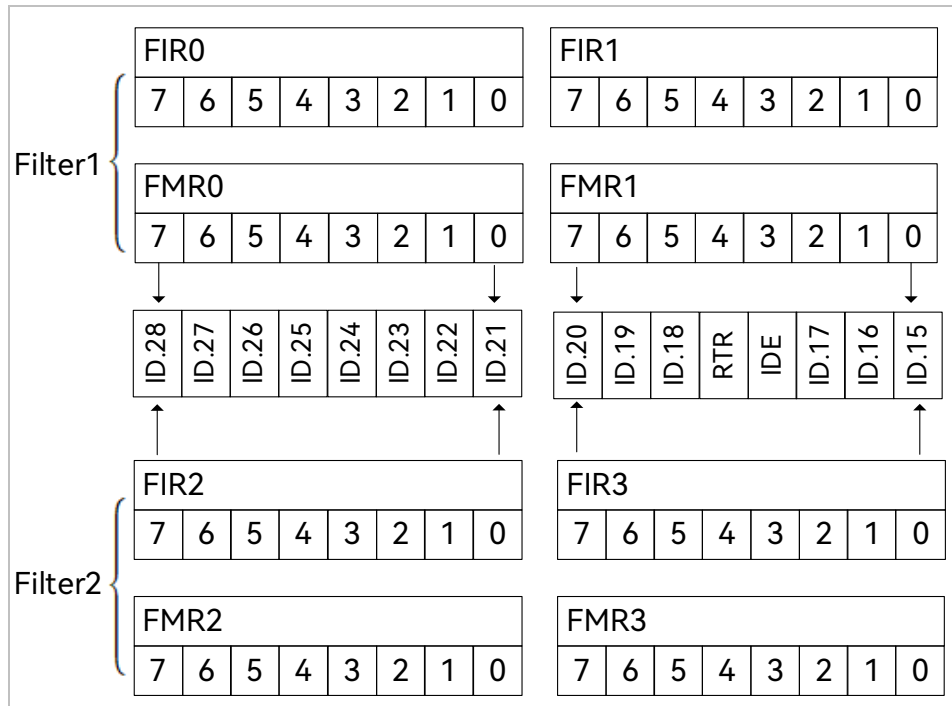 FIR0 FIR1
7 6 5 4 3 2 1 0 7 6 5 4 3 2 1 0
Filter1
FMR0 FMR1
7 6 5 4 3 2 1 0 7 6 5 4 3 2 1 0
ID.28 ID.27 ID.26 ID.25 ID.24 ID.23 ID.22 ID.21 ID.20 ID.19 ID.18 RTR IDE ID.17 ID.16 ID.15
FIR2 FIR3
7 6 5 4 3 2 1 0 7 6 5 4 3 2 1 0
Filter2
FMR2 FMR3
7 6 5 4 3 2 1 0 7 6 5 4 3 2 1 0